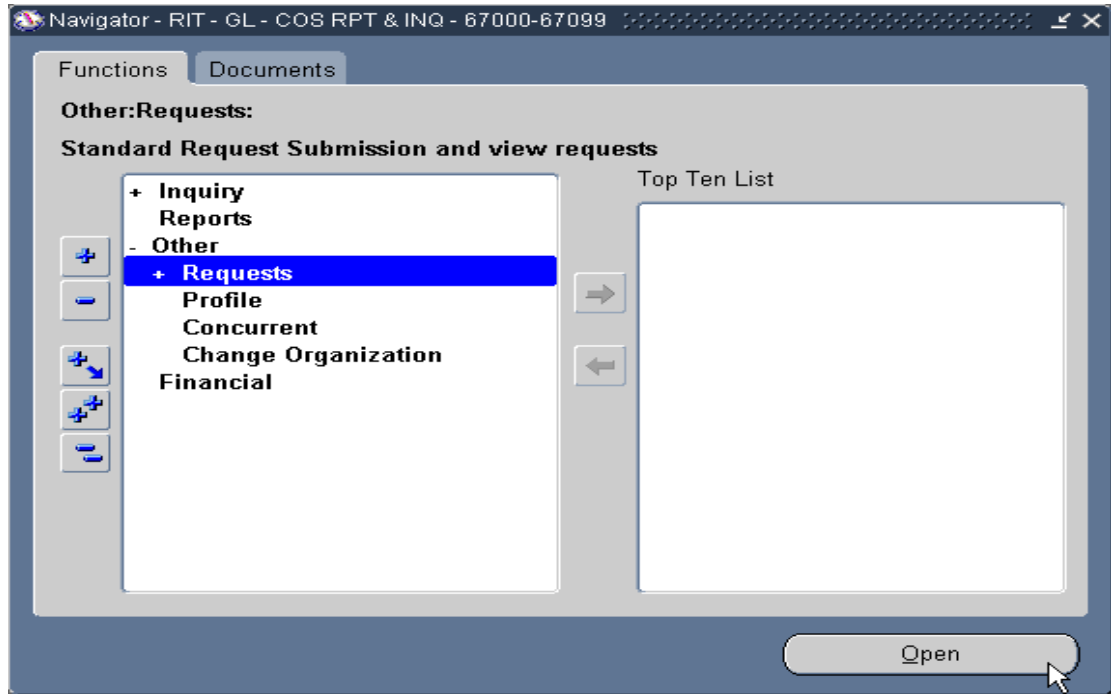 Navigator - RIT - GL - COS RPT & INQ - 67000-67099
Functions Documents
Other:Requests:
Standard Request Submission and view requests
Top Ten List
+ Inquiry
Reports
- Other
+ Requests
Profile
Concurrent
Change Organization
Financial
Open